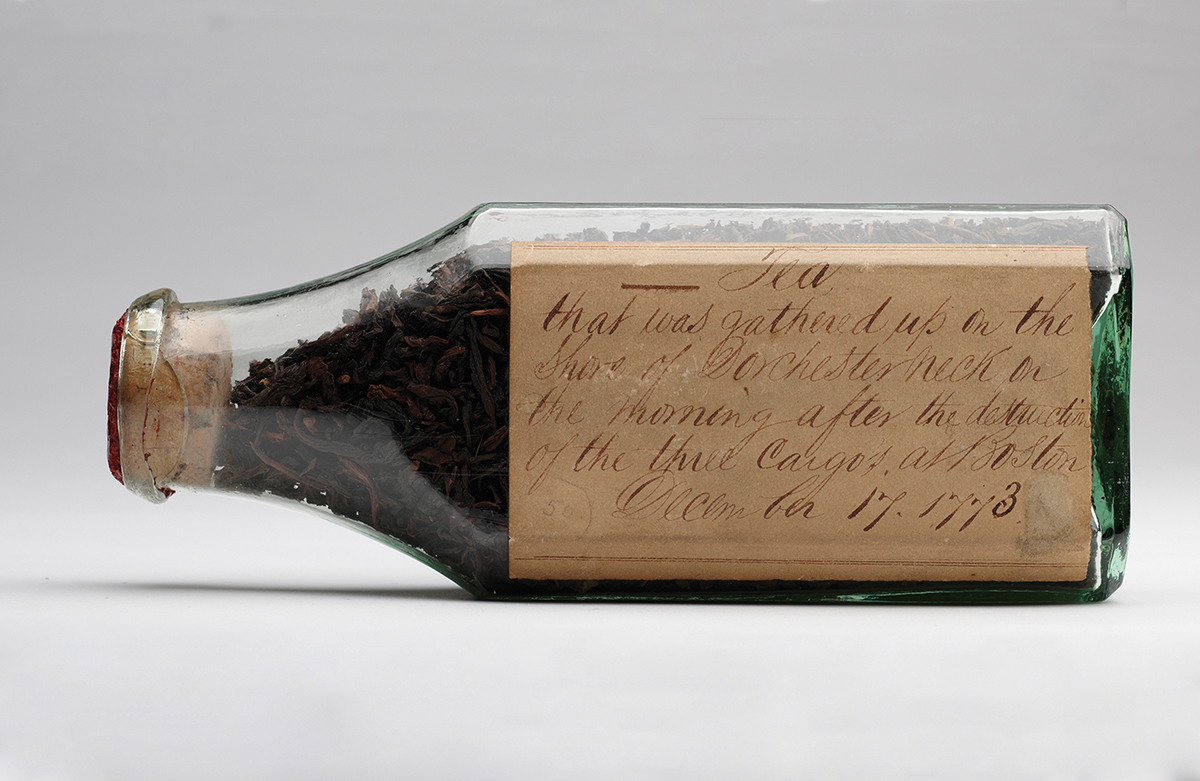 Tea
that was gathered up on the
Shore of Dorchester neck on
the morning after the destruction
of the three Cargos at Boston
December 17. 1773
50